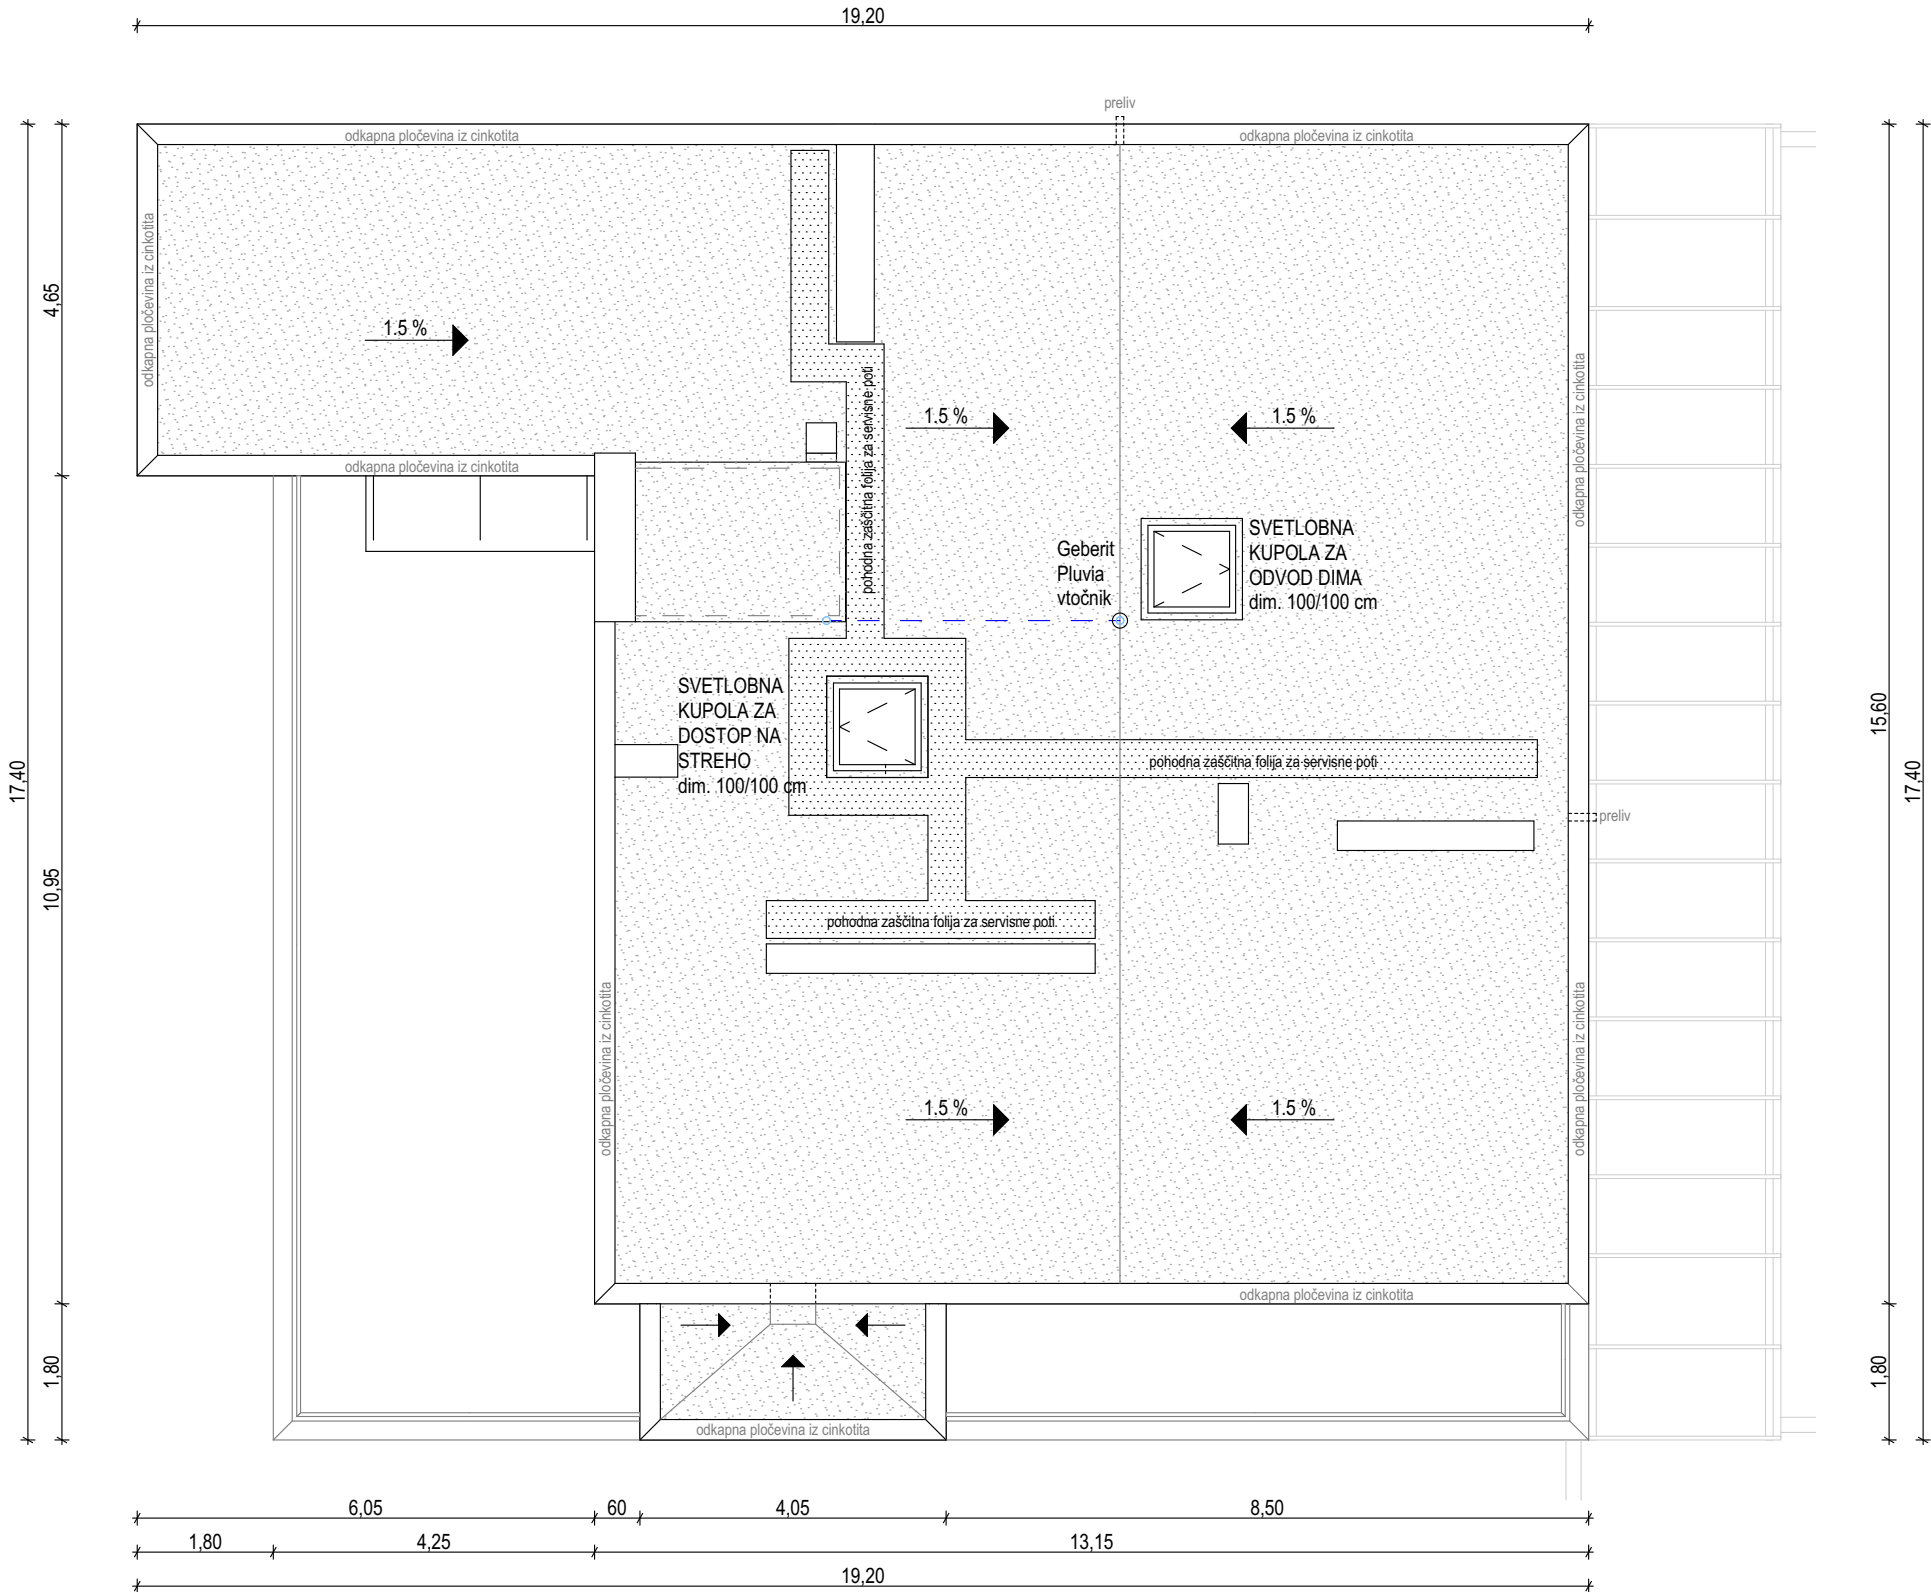 19,20
preliv
odkapna pločevina iz cinkotita
odkapna pločevina iz cinkotita
odkapna pločevina iz cinkotita
4,65
1.5 %
pohodna zaščitna folija za servisne poti
1.5 %
1.5 %
odkapna pločevina iz cinkotita
odkapna pločevina iz cinkotita
Geberit
Pluvia
vtočnik
SVETLOBNA
KUPOLA ZA
ODVOD DIMA
dim. 100/100 cm
SVETLOBNA
KUPOLA ZA
DOSTOP NA
STREHO
dim. 100/100 cm
15,60
17,40
17,40
pohodna zaščitna folija za servisne poti
preliv
10,95
pohodna zaščitna folija za servisne poti
odkapna pločevina iz cinkotita
odkapna pločevina iz cinkotita
1.5 %
1.5 %
odkapna pločevina iz cinkotita
1,80
1,80
odkapna pločevina iz cinkotita
6,05
60
4,05
8,50
1,80
4,25
13,15
19,20